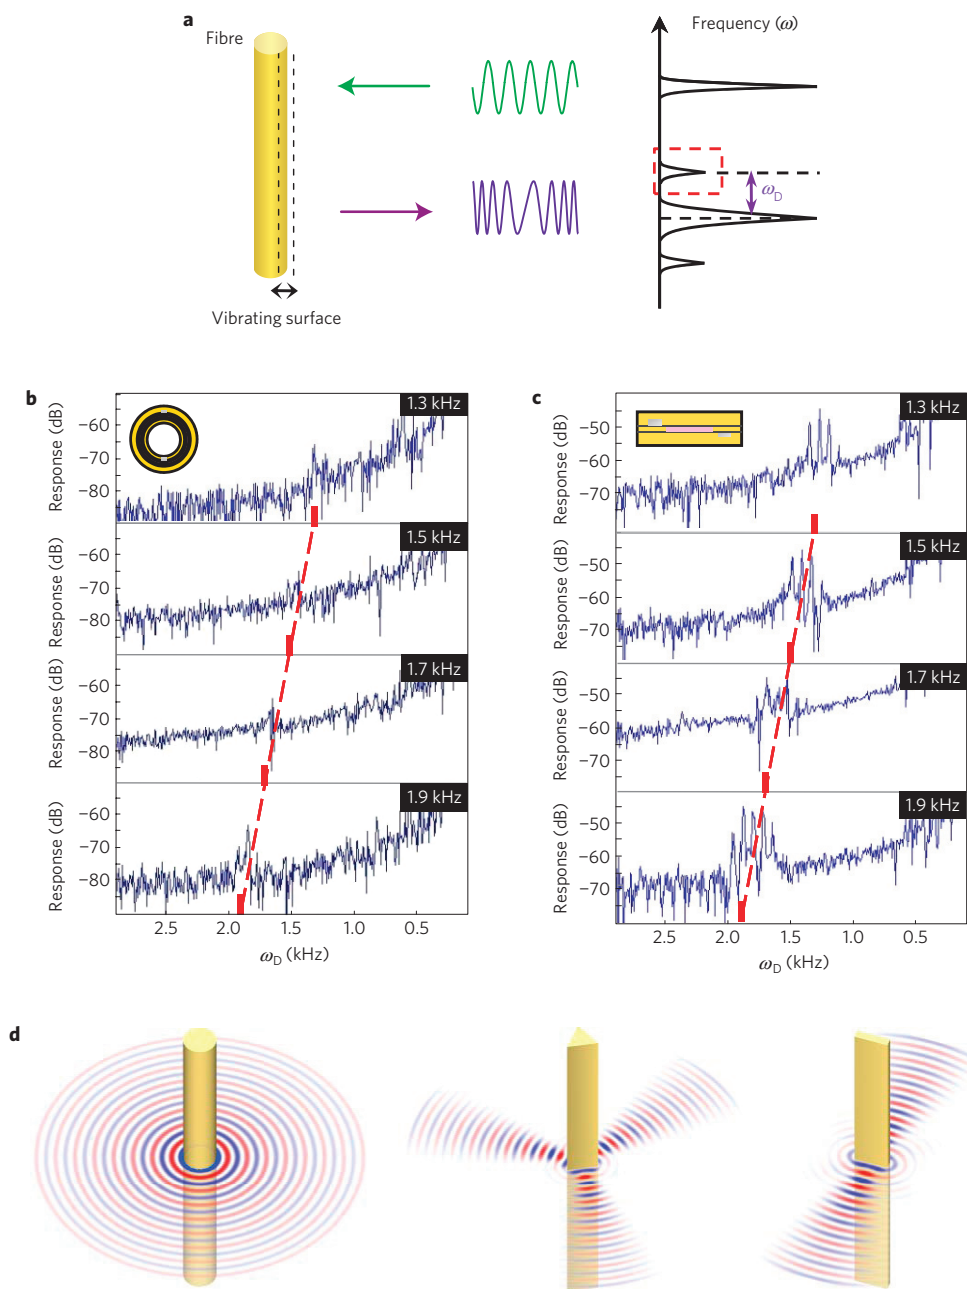 a
Fibre
Frequency (ω)
ω_D
Vibrating surface
b
Response (dB)
−60
−70
−80
1.3 kHz
Response (dB)
−60
−70
−80
1.5 kHz
Response (dB)
−60
−70
−80
1.7 kHz
Response (dB)
−60
−70
−80
1.9 kHz
2.5 2.0 1.5 1.0 0.5
ω_D (kHz)
c
Response (dB)
−50
−60
−70
1.3 kHz
Response (dB)
−50
−60
−70
1.5 kHz
Response (dB)
−50
−60
−70
1.7 kHz
Response (dB)
−50
−60
−70
1.9 kHz
2.5 2.0 1.5 1.0 0.5
ω_D (kHz)
d